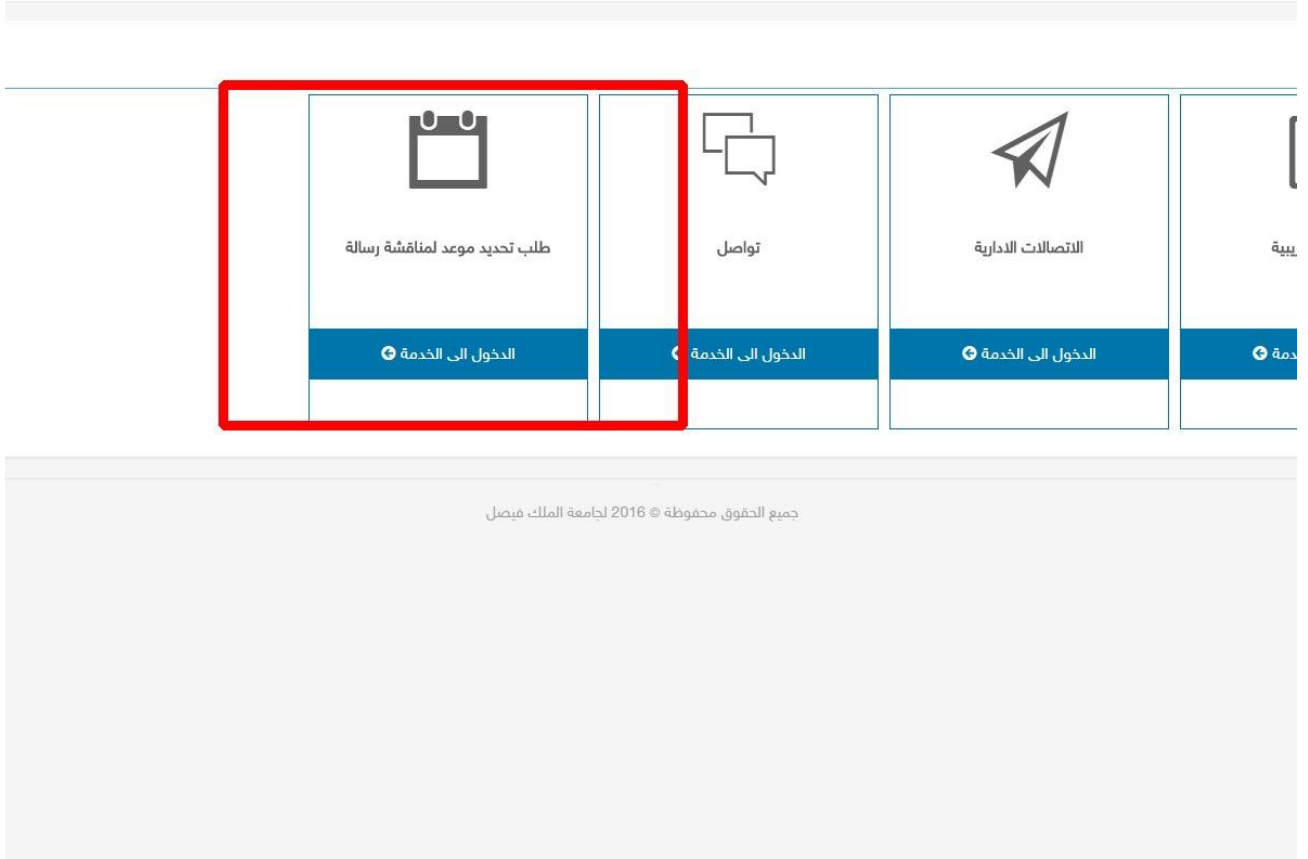 الاتصالات الادارية
تواصل
طلب تحديد موعد لمناقشة رسالة
الدخول الى الخدمة
الدخول الى الخدمة
الدخول الى الخدمة
جميع الحقوق محفوظة © 2016 لجامعة الملك فيصل